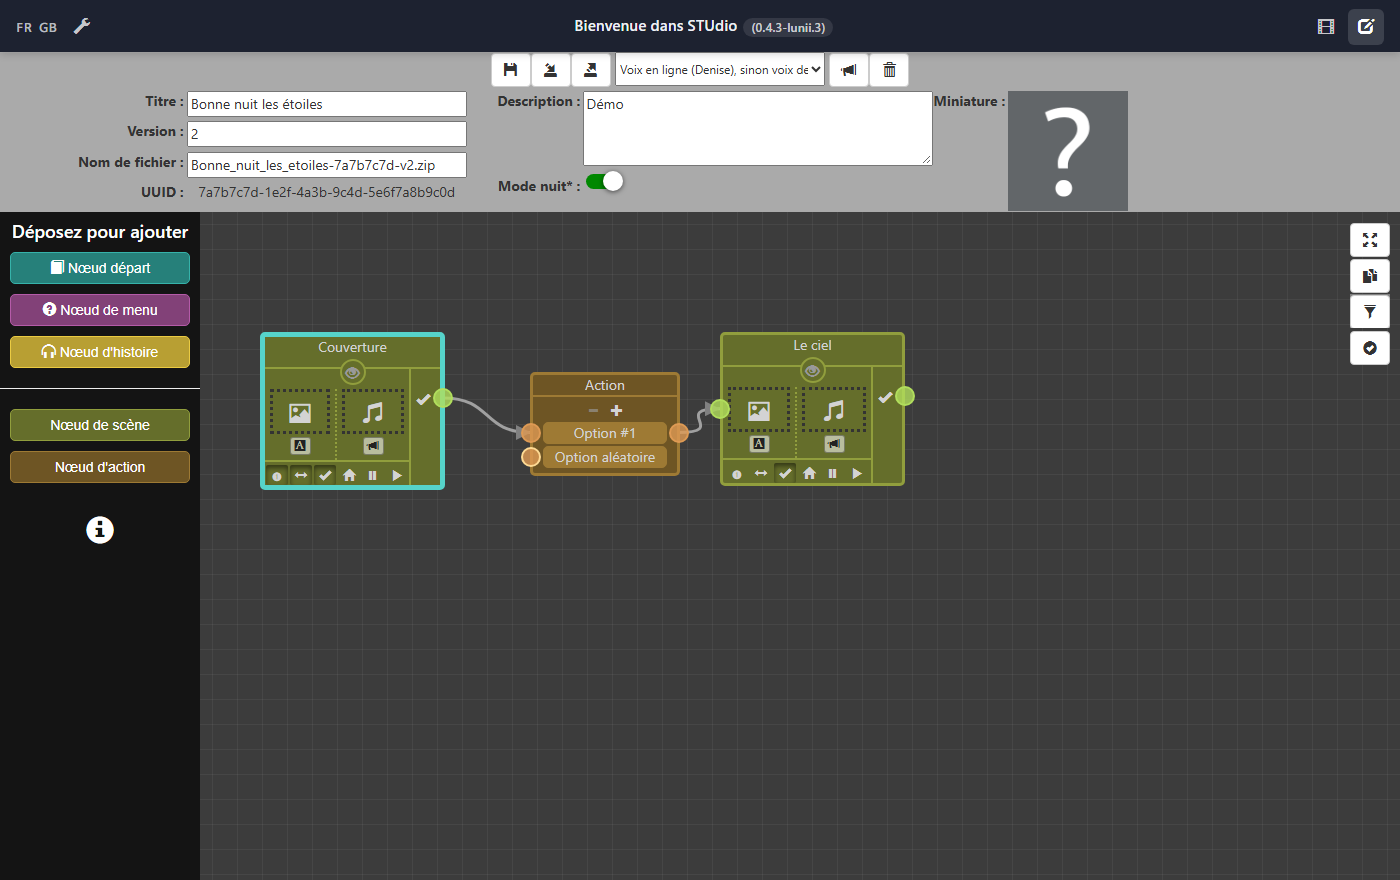 FR GB
Bienvenue dans STUdio (0.4.3-lunii.3)
Voix en ligne (Denise), sinon voix de
Titre :
Bonne nuit les étoiles
Version :
2
Nom de fichier :
Bonne_nuit_les_etoiles-7a7b7c7d-v2.zip
UUID :
7a7b7c7d-1e2f-4a3b-9c4d-5e6f7a8b9c0d
Description :
Démo
Mode nuit* :
Miniature :
?
Déposez pour ajouter
Nœud départ
Nœud de menu
Nœud d'histoire
Nœud de scène
Nœud d'action
Couverture
A
Action
Option #1
Option aléatoire
Le ciel
A